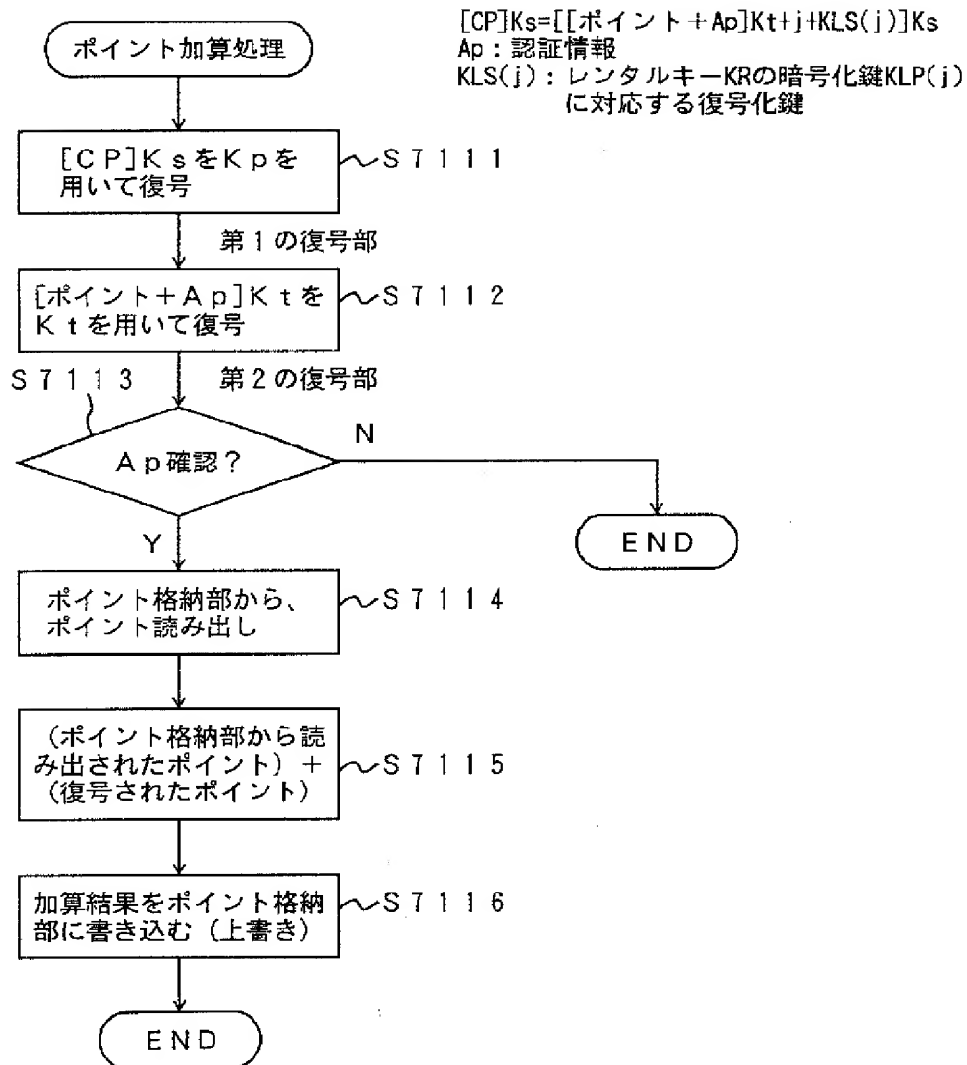 ポイント加算処理
[CP]Ks=[[ポイント+Ap]Kt+j+KLS(j)]Ks
Ap:認証情報
KLS(j):レンタルキーKRの暗号化鍵KLP(j)
に対応する復号化鍵
[CP]KsをKpを
用いて復号
S7111
第1の復号部
[ポイント+Ap]Ktを
Ktを用いて復号
S7112
S7113
第2の復号部
Ap確認?
N
END
Y
ポイント格納部から、
ポイント読み出し
S7114
(ポイント格納部から読
み出されたポイント)+
(復号されたポイント)
S7115
加算結果をポイント格納
部に書き込む(上書き)
S7116
END